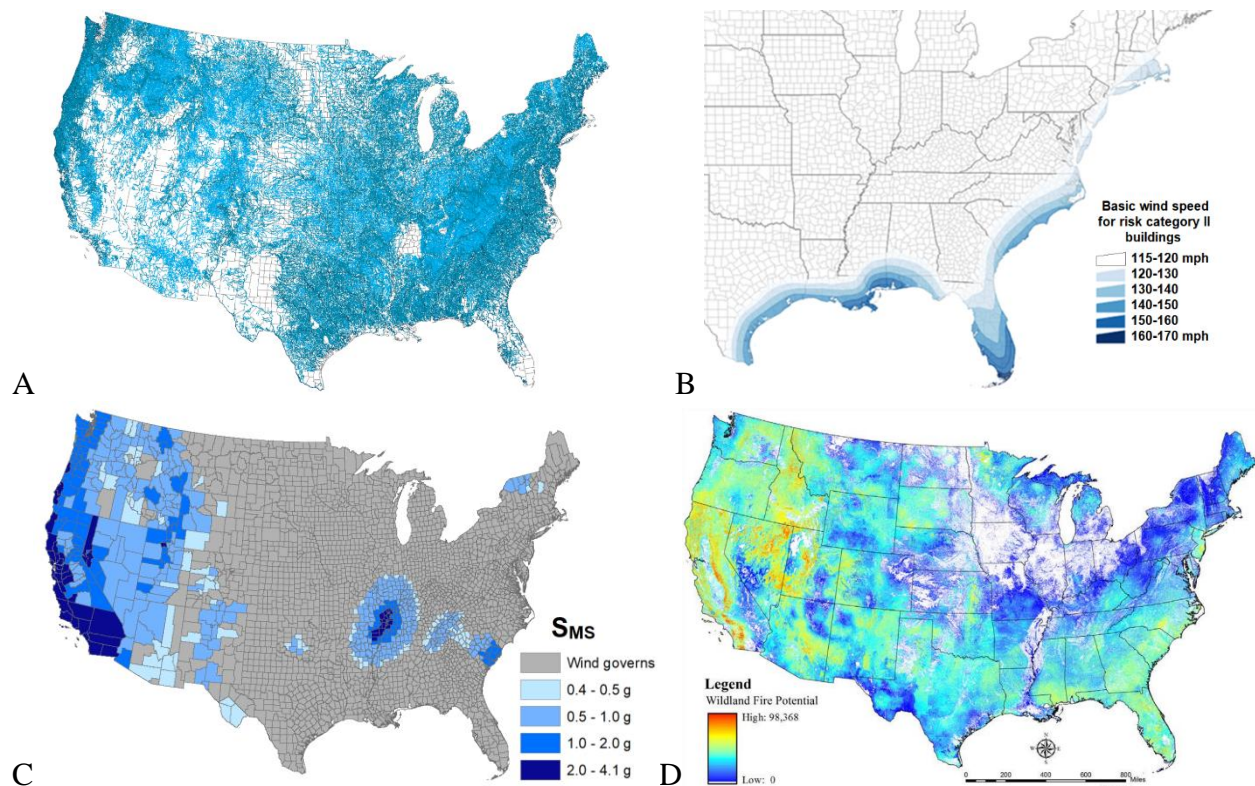 A
B
Basic wind speed
for risk category II
buildings
115-120 mph
120-130
130-140
140-150
150-160
160-170 mph
C
SMS
Wind governs
0.4 - 0.5 g
0.5 - 1.0 g
1.0 - 2.0 g
2.0 - 4.1 g
D
Legend
Wildland Fire Potential
High: 98,368
Low: 0
N
W E
S
0 200 400 600 800
Miles